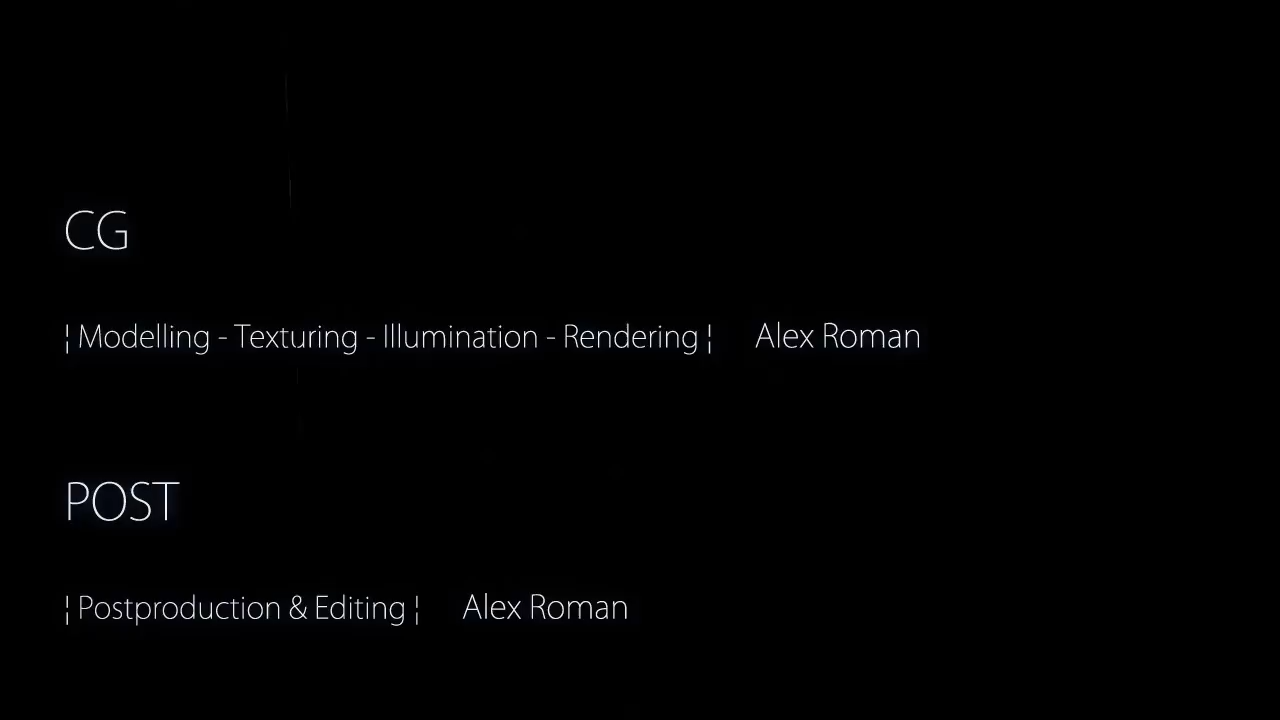 CG
¦ Modelling - Texturing - Illumination - Rendering ¦ Alex Roman
POST
¦ Postproduction & Editing ¦ Alex Roman